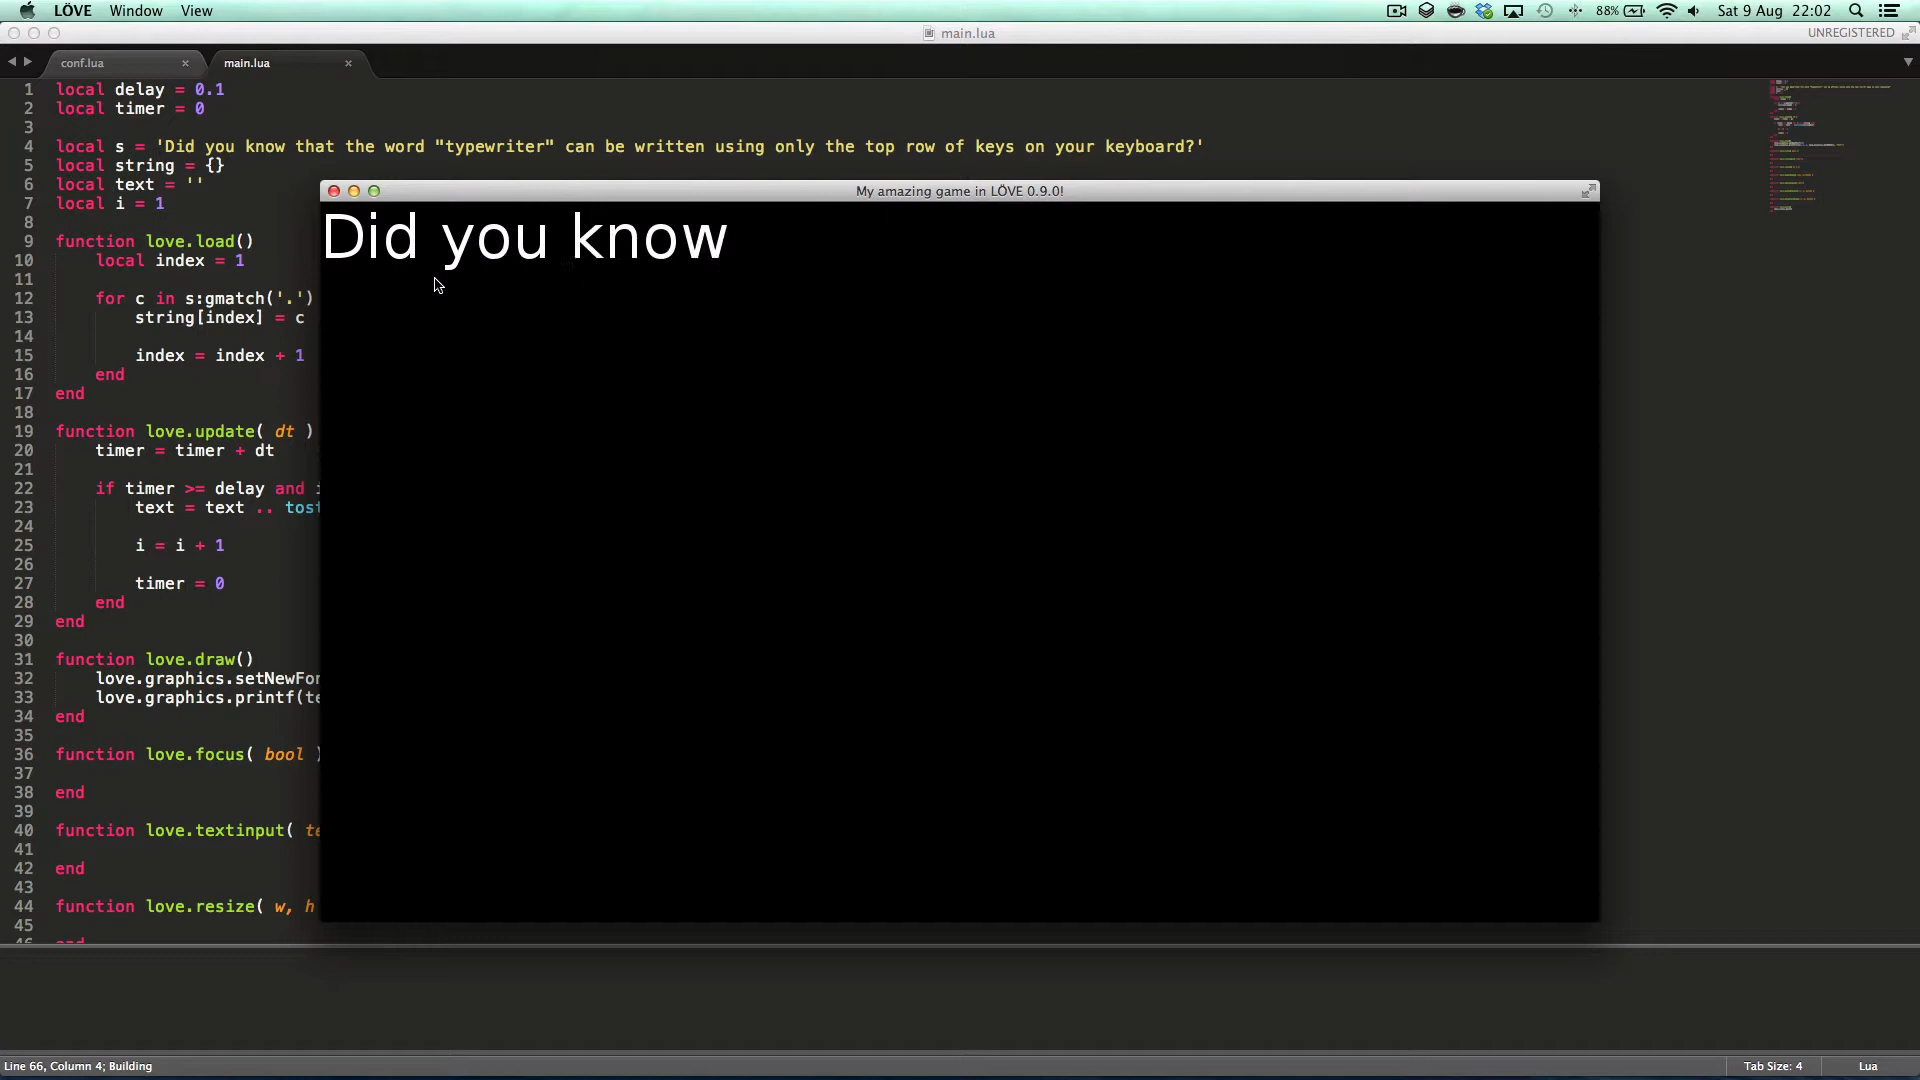 LÖVE Window View 88% Sat 9 Aug 22:02
main.lua UNREGISTERED
conf.lua × main.lua ×
1 local delay = 0.1
2 local timer = 0
3
4 local s = 'Did you know that the word "typewriter" can be written using only the top row of keys on your keyboard?'
5 local string = {}
6 local text = ''
7 local i = 1
8
9 function love.load()
10 local index = 1
11
12 for c in s:gmatch('.')
13 string[index] = c
14
15 index = index + 1
16 end
17 end
18
19 function love.update( dt )
20 timer = timer + dt
21
22 if timer >= delay and i
23 text = text .. tost
24
25 i = i + 1
26
27 timer = 0
28 end
29 end
30
31 function love.draw()
32 love.graphics.setNewFon
33 love.graphics.printf(te
34 end
35
36 function love.focus( bool )
37
38 end
39
40 function love.textinput( te
41
42 end
43
44 function love.resize( w, h
45
My amazing game in LÖVE 0.9.0!
Did you know
Line 66, Column 4; Building Tab Size: 4 Lua